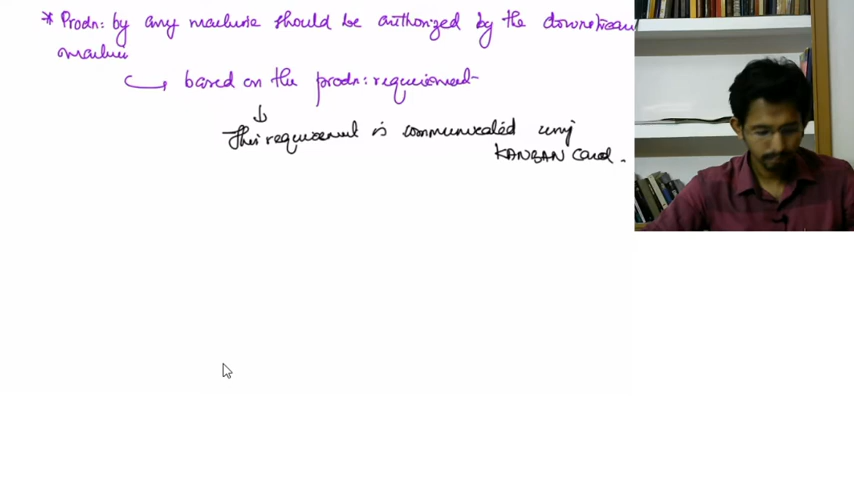 * Prodn: by any machine should be authorized by the downstream
machine
based on the prodn: requirement
This requirement is communicated using
KANBAN Card.